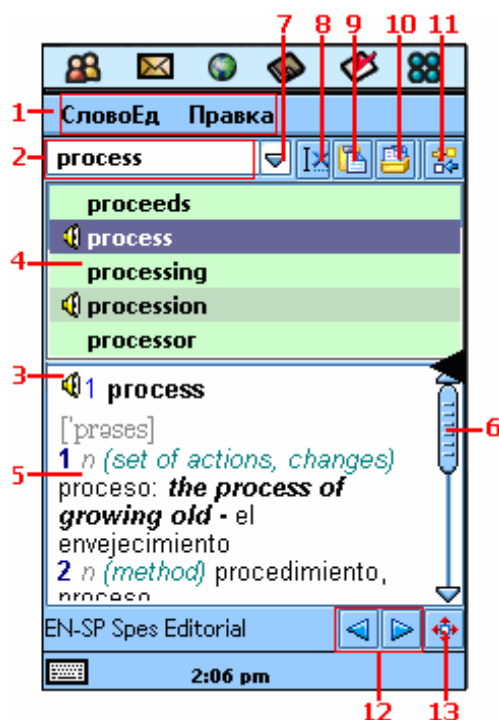 7 8 9 10 11
1 СловоЕд Правка
2 process
proceeds
process
4 processing
procession
processor
3 1 process
['prəses] 6
1 n (set of actions, changes)
5 proceso: the process of
growing old - el
envejecimiento
2 n (method) procedimiento,
proceso
EN-SP Spes Editorial
2:06 pm
12 13